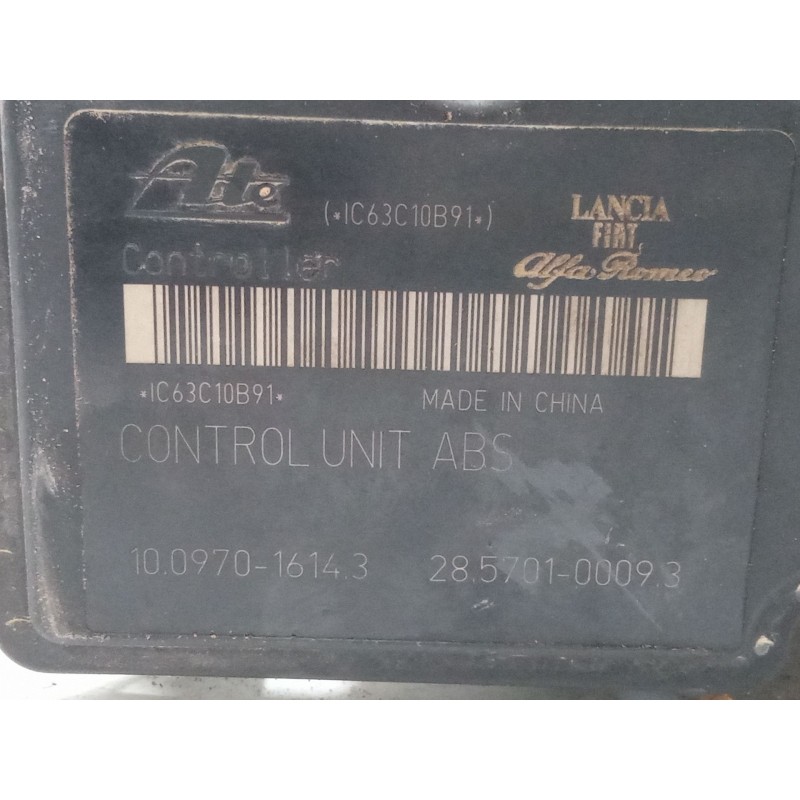 Ate
(*IC63C10B91*)
LANCIA
FIAT
Alfa Romeo
Controller
*IC63C10B91*
MADE IN CHINA
CONTROL UNIT ABS
10.0970-1614.3
28.5701-0009.3